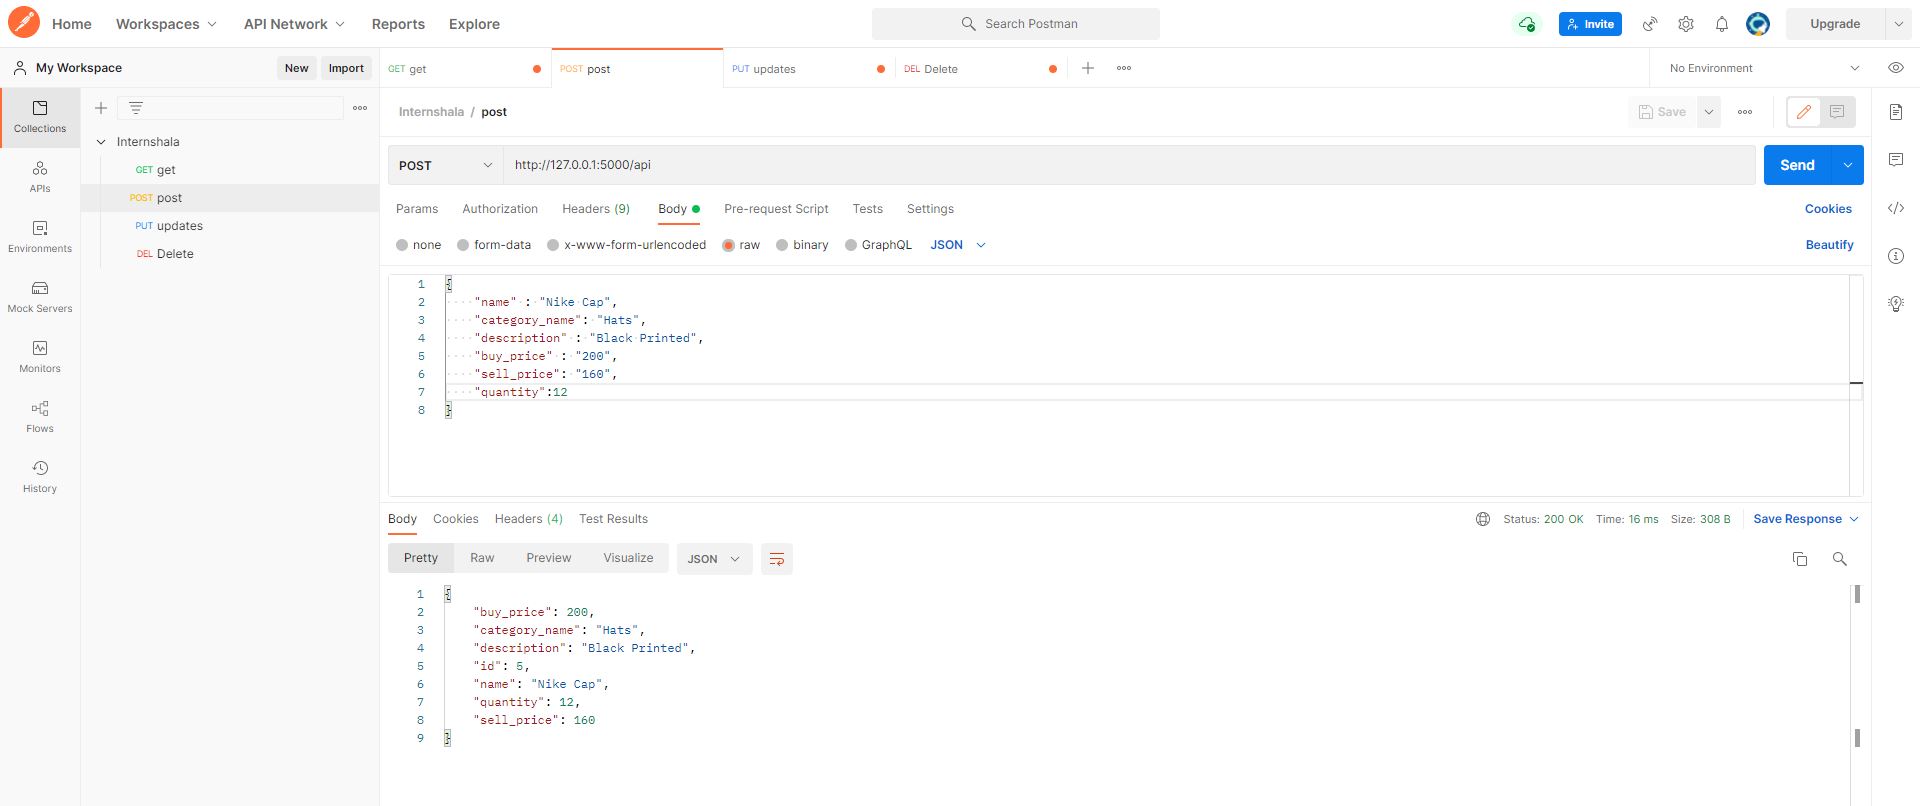 Home Workspaces API Network Reports Explore Search Postman Invite Upgrade
My Workspace New Import GET get POST post PUT updates DEL Delete No Environment
Internshala / post Save
Collections
Internshala
GET get
POST post
PUT updates
DEL Delete
APIs
Environments
Mock Servers
Monitors
Flows
History
POST http://127.0.0.1:5000/api Send
Params Authorization Headers (9) Body Pre-request Script Tests Settings Cookies
none form-data x-www-form-urlencoded raw binary GraphQL JSON Beautify
1 {
2 "name" : "Nike Cap",
3 "category_name": "Hats",
4 "description" : "Black Printed",
5 "buy_price" : "200",
6 "sell_price": "160",
7 "quantity":12
8 }
Body Cookies Headers (4) Test Results Status: 200 OK Time: 16 ms Size: 308 B Save Response
Pretty Raw Preview Visualize JSON
1 {
2 "buy_price": 200,
3 "category_name": "Hats",
4 "description": "Black Printed",
5 "id": 5,
6 "name": "Nike Cap",
7 "quantity": 12,
8 "sell_price": 160
9 }